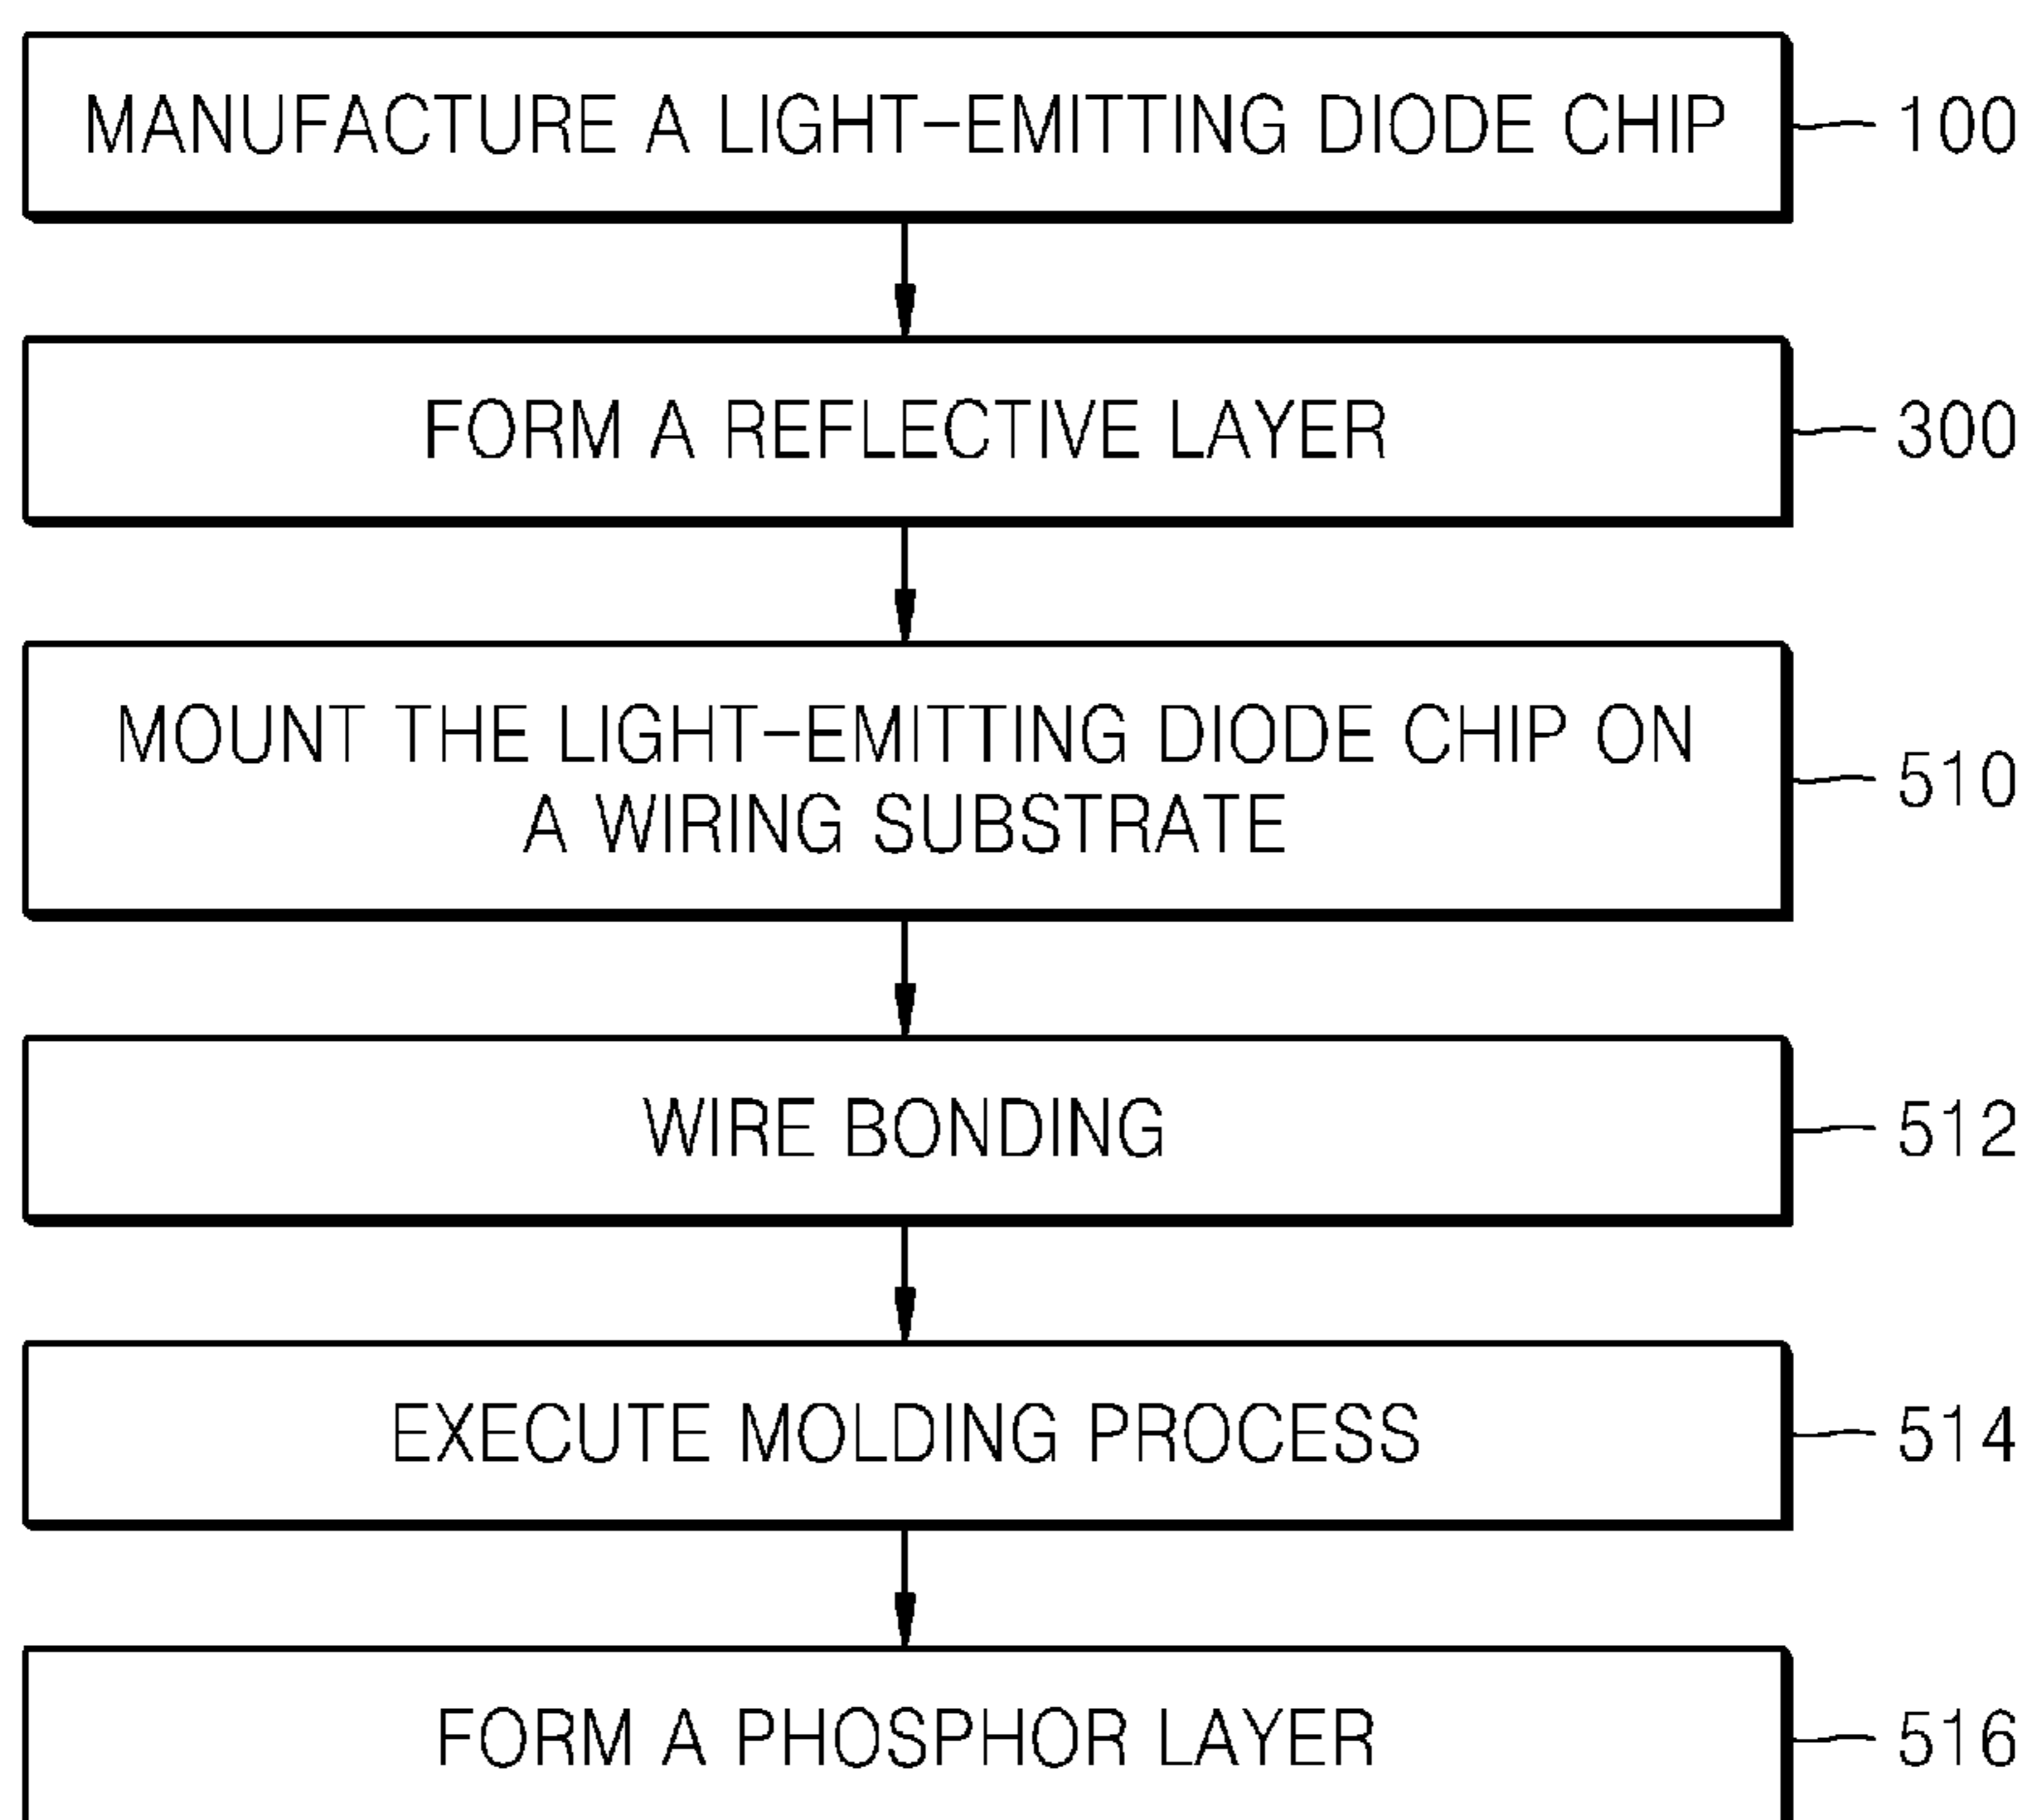 MANUFACTURE A LIGHT-EMITTING DIODE CHIP
100
FORM A REFLECTIVE LAYER
300
MOUNT THE LIGHT-EMITTING DIODE CHIP ON
A WIRING SUBSTRATE
510
WIRE BONDING
512
EXECUTE MOLDING PROCESS
514
FORM A PHOSPHOR LAYER
516